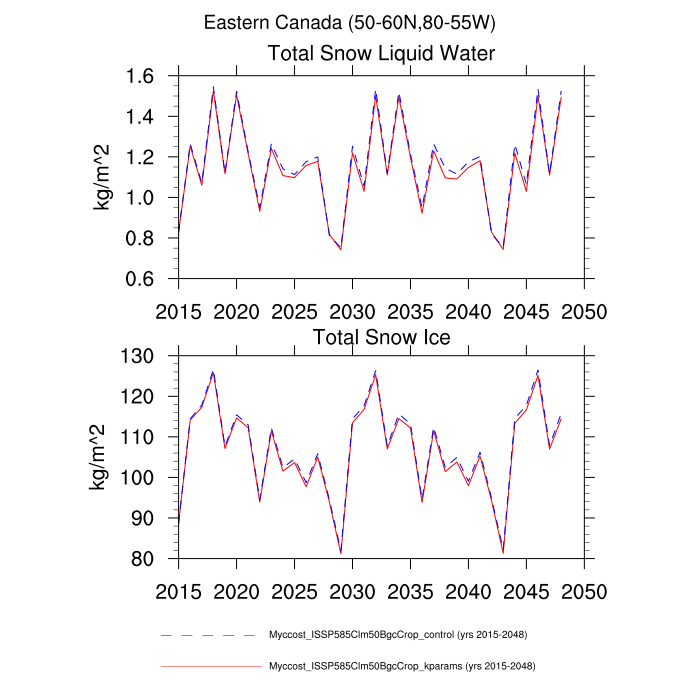 Eastern Canada (50-60N,80-55W)
Total Snow Liquid Water
1.6
1.4
1.2
1.0
0.8
0.6
kg/m^2
2015 2020 2025 2030 2035 2040 2045 2050
Total Snow Ice
130
120
110
100
90
80
kg/m^2
2015 2020 2025 2030 2035 2040 2045 2050
Myccost_ISSP585Clm50BgcCrop_control (yrs 2015-2048)
Myccost_ISSP585Clm50BgcCrop_kparams (yrs 2015-2048)